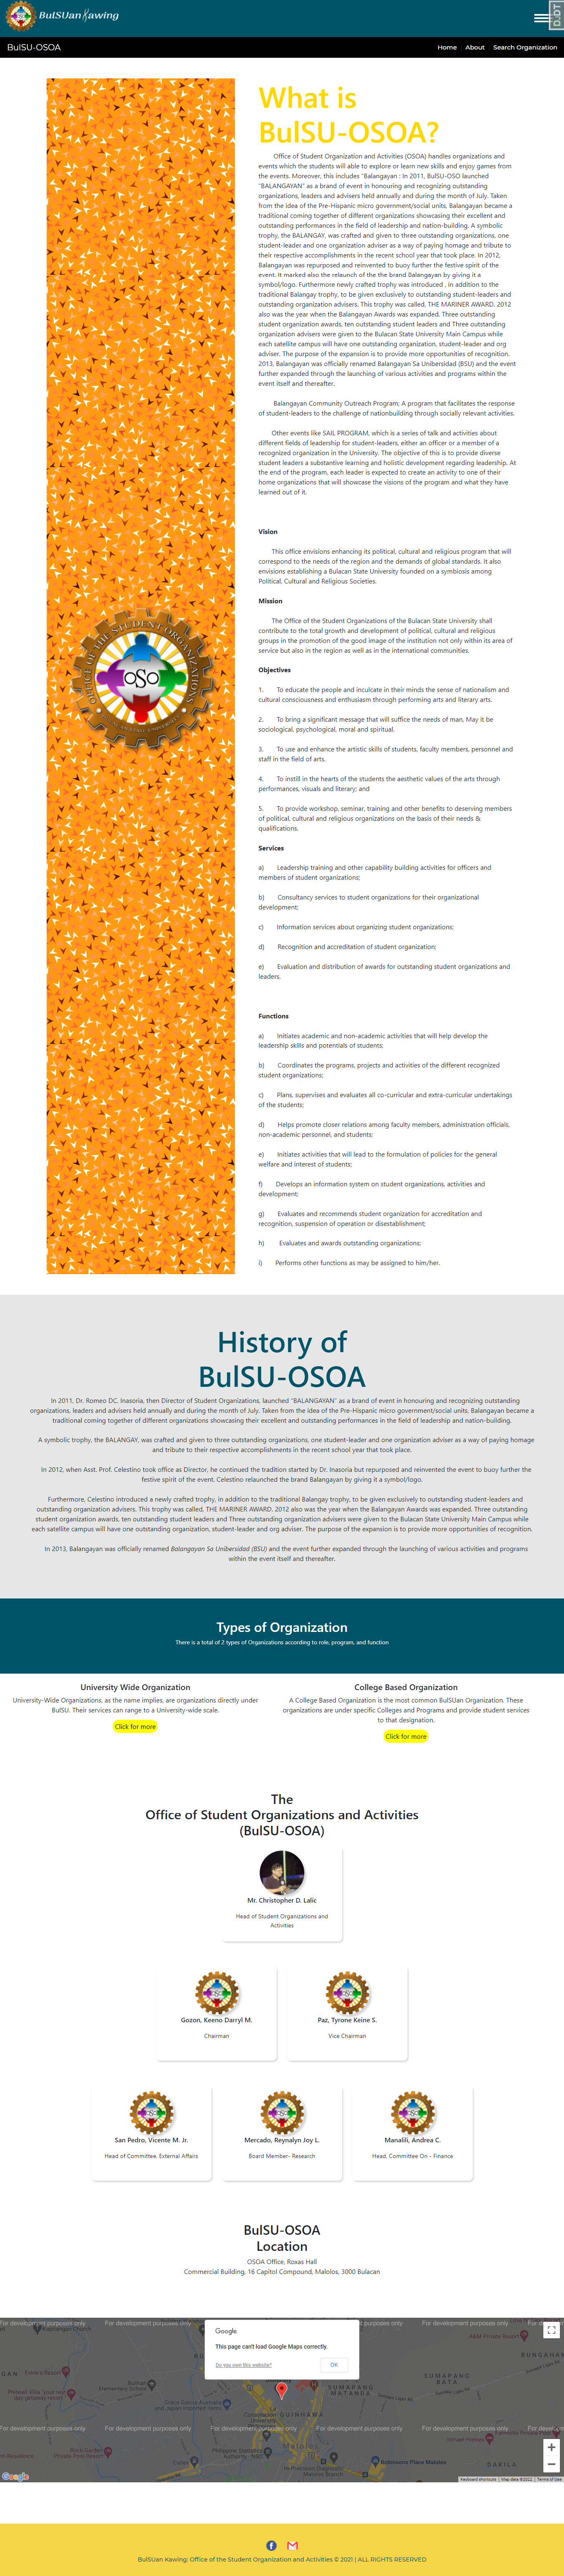 BulSUan Kawing
DjDT
BulSU-OSOA
Home
About
Search Organization
What is
BulSU-OSOA?
Office of Student Organization and Activities (OSOA) handles organizations and
events which the students will able to explore or learn new skills and enjoy games from
the events. Moreover, this includes "Balangayan : In 2011, BulSU-OSO launched
"BALANGAYAN" as a brand of event in honouring and recognizing outstanding
organizations, leaders and advisers held annually and during the month of July. Taken
from the idea of the Pre-Hispanic micro government/social units, Balangayan became a
traditional coming together of different organizations showcasing their excellent and
outstanding performances in the field of leadership and nation-building. A symbolic
trophy, the BALANGAY, was crafted and given to three outstanding organizations, one
student-leader and one organization adviser as a way of paying homage and tribute to
their respective accomplishments in the recent school year that took place. In 2012,
Balangayan was repurposed and reinvented to buoy further the festive spirit of the
event. It marked also the relaunch of the the brand Balangayan by giving it a
symbol/logo. Furthermore newly crafted trophy was introduced , in addition to the
traditional Balangay trophy, to be given exclusively to outstanding student-leaders and
outstanding organization advisers. This trophy was called, THE MARINER AWARD. 2012
also was the year when the Balangayan Awards was expanded. Three outstanding
student organization awards, ten outstanding student leaders and Three outstanding
organization advisers were given to the Bulacan State University Main Campus while
each satellite campus will have one outstanding organization, student-leader and org
adviser. The purpose of the expansion is to provide more opportunities of recognition.
2013, Balangayan was officially renamed Balangayan Sa Unibersidad (BSU) and the event
further expanded through the launching of various activities and programs within the
event itself and thereafter.
Balangayan Community Outreach Program; A program that facilitates the response
of student-leaders to the challenge of nationbuilding through socially relevant activities.
Other events like SAIL PROGRAM, which is a series of talk and activities about
different fields of leadership for student-leaders, either an officer or a member of a
recognized organization in the University. The objective of this is to provide diverse
student leaders a substantive learning and holistic development regarding leadership. At
the end of the program, each leader is expected to create an activity to one of their
home organizations that will showcase the visions of the program and what they have
learned out of it.
Vision
This office envisions enhancing its political, cultural and religious program that will
correspond to the needs of the region and the demands of global standards. It also
envisions establishing a Bulacan State University founded on a symbiosis among
Political, Cultural and Religious Societies.
Mission
The Office of the Student Organizations of the Bulacan State University shall
contribute to the total growth and development of political, cultural and religious
groups in the promotion of the good image of the institution not only within its area of
service but also in the region as well as in the international communities.
Objectives
1. To educate the people and inculcate in their minds the sense of nationalism and
cultural consciousness and enthusiasm through performing arts and literary arts.
2. To bring a significant message that will suffice the needs of man, May it be
sociological, psychological, moral and spiritual.
3. To use and enhance the artistic skills of students, faculty members, personnel and
staff in the field of arts.
4. To instill in the hearts of the students the aesthetic values of the arts through
performances, visuals and literary; and
5. To provide workshop, seminar, training and other benefits to deserving members
of political, cultural and religious organizations on the basis of their needs &
qualifications.
Services
a) Leadership training and other capability building activities for officers and
members of student organizations;
b) Consultancy services to student organizations for their organizational
development;
c) Information services about organizing student organizations;
d) Recognition and accreditation of student organization;
e) Evaluation and distribution of awards for outstanding student organizations and
leaders.
Functions
a) Initiates academic and non-academic activities that will help develop the
leadership skills and potentials of students;
b) Coordinates the programs, projects and activities of the different recognized
student organizations;
c) Plans, supervises and evaluates all co-curricular and extra-curricular undertakings
of the students;
d) Helps promote close relations among faculty members, administration officials,
non-academic personnel, and students;
e) Initiates activities that will lead to the formulation of policies for the general
welfare and interest of students;
f) Develops an information system on student organizations, activities and
development;
g) Evaluates and recommends student organization for accreditation and
recognition, suspension of operation or disestablishment;
h) Evaluates and awards outstanding organizations;
i) Performs other functions as may be assigned to him/her.
OFFICE OF THE STUDENT ORGANIZATIONS
OSO
History of
BulSU-OSOA
In 2011, Dr. Romeo DC. Inasoria, then Director of Student Organizations, launched "BALANGAYAN" as a brand of event in honouring and recognizing outstanding
organizations, leaders and advisers held annually and during the month of July. Taken from the idea of the Pre-Hispanic micro government/social units, Balangayan became a
traditional coming together of different organizations showcasing their excellent and outstanding performances in the field of leadership and nation-building.
A symbolic trophy, the BALANGAY, was crafted and given to three outstanding organizations, one student-leader and one organization adviser as a way of paying homage
and tribute to their respective accomplishments in the recent school year that took place.
In 2012, when Asst. Prof. Celestino took office as Director, he continued the tradition started by Dr. Inasoria but repurposed and reinvented the event to buoy further the
festive spirit of the event. Celestino relaunched the brand Balangayan by giving it a symbol/logo.
Furthermore, Celestino introduced a newly crafted trophy, in addition to the traditional Balangay trophy, to be given exclusively to outstanding student-leaders and
outstanding organization advisers. This trophy was called, THE MARINER AWARD. 2012 also was the year when the Balangayan Awards was expanded. Three outstanding
student organization awards, ten outstanding student leaders and Three outstanding organization advisers were given to the Bulacan State University Main Campus while
each satellite campus will have one outstanding organization, student-leader and org adviser. The purpose of the expansion is to provide more opportunities of recognition.
In 2013, Balangayan was officially renamed Balangayan Sa Unibersidad (BSU) and the event further expanded through the launching of various activities and programs
within the event itself and thereafter.
Types of Organization
There is a total of 2 types of Organizations according to role, program, and function
University Wide Organization
University-Wide Organizations, as the name implies, are organizations directly under
BulSU. Their services can range to a University-wide scale.
Click for more
College Based Organization
A College Based Organization is the most common BulSUan Organization. These
organizations are under specific Colleges and Programs and provide student services
to that designation.
Click for more
The
Office of Student Organizations and Activities
(BulSU-OSOA)
Mr. Christopher D. Lalic
Head of Student Organizations and
Activities
Gozon, Keeno Darryl M.
Chairman
Paz, Tyrone Keine S.
Vice Chairman
San Pedro, Vicente M. Jr.
Head of Committee, External Affairs
Mercado, Reynalyn Joy L.
Board Member- Research
Manalili, Andrea C.
Head, Committee On - Finance
BulSU-OSOA
Location
OSOA Office, Roxas Hall
Commercial Building, 16 Capitol Compound, Malolos, 3000 Bulacan
For development purposes only
Google
This page can't load Google Maps correctly.
Do you own this website?
OK
Robinsons Place Malolos
Google
Keyboard shortcuts
Map data ©2022
Terms of Use
BulSUan Kawing: Office of the Student Organization and Activities © 2021 | ALL RIGHTS RESERVED